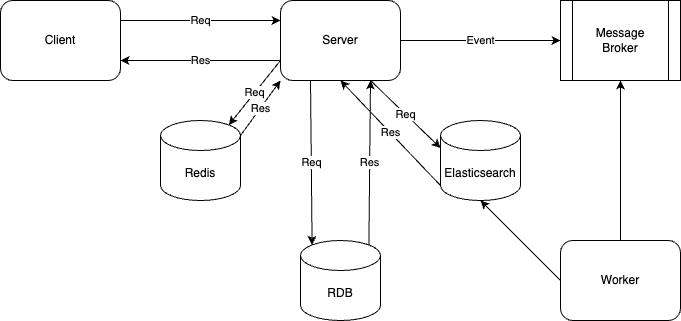 Client
Req
Res
Server
Event
Message
Broker
Req
Res
Redis
Req
Res
Req
Res
Elasticsearch
RDB
Worker